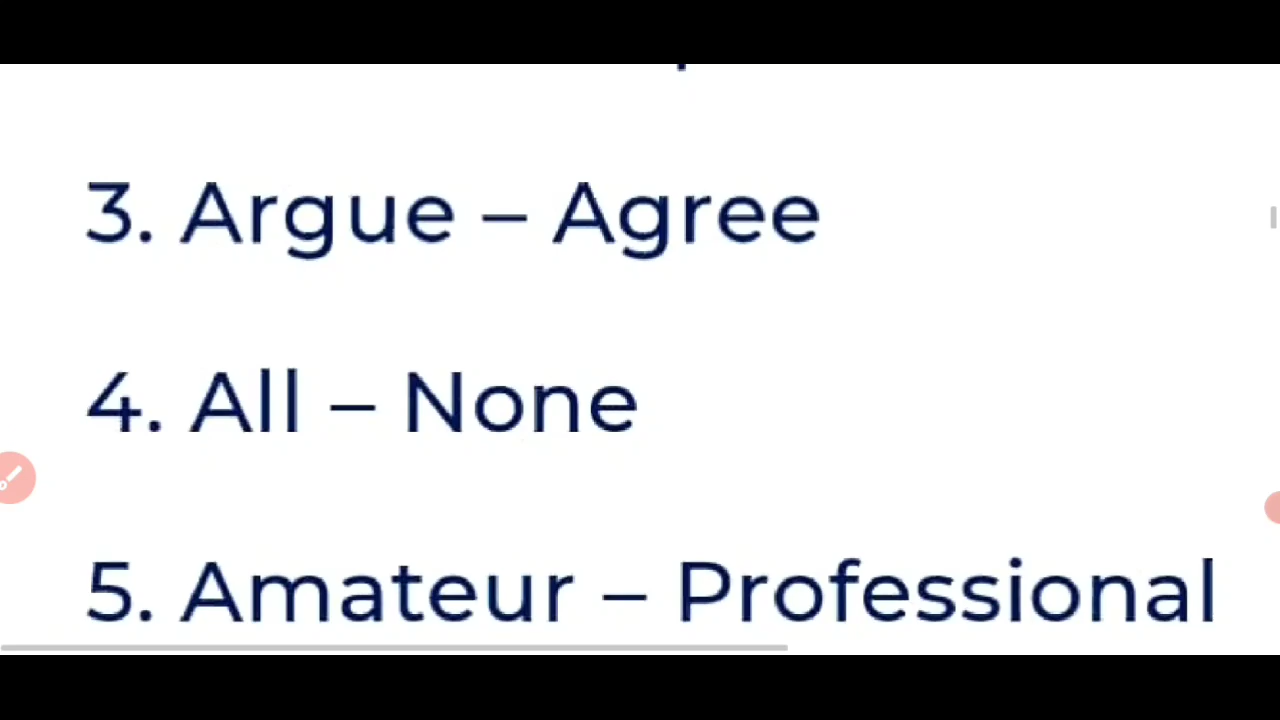 3. Argue – Agree
4. All – None
5. Amateur – Professional